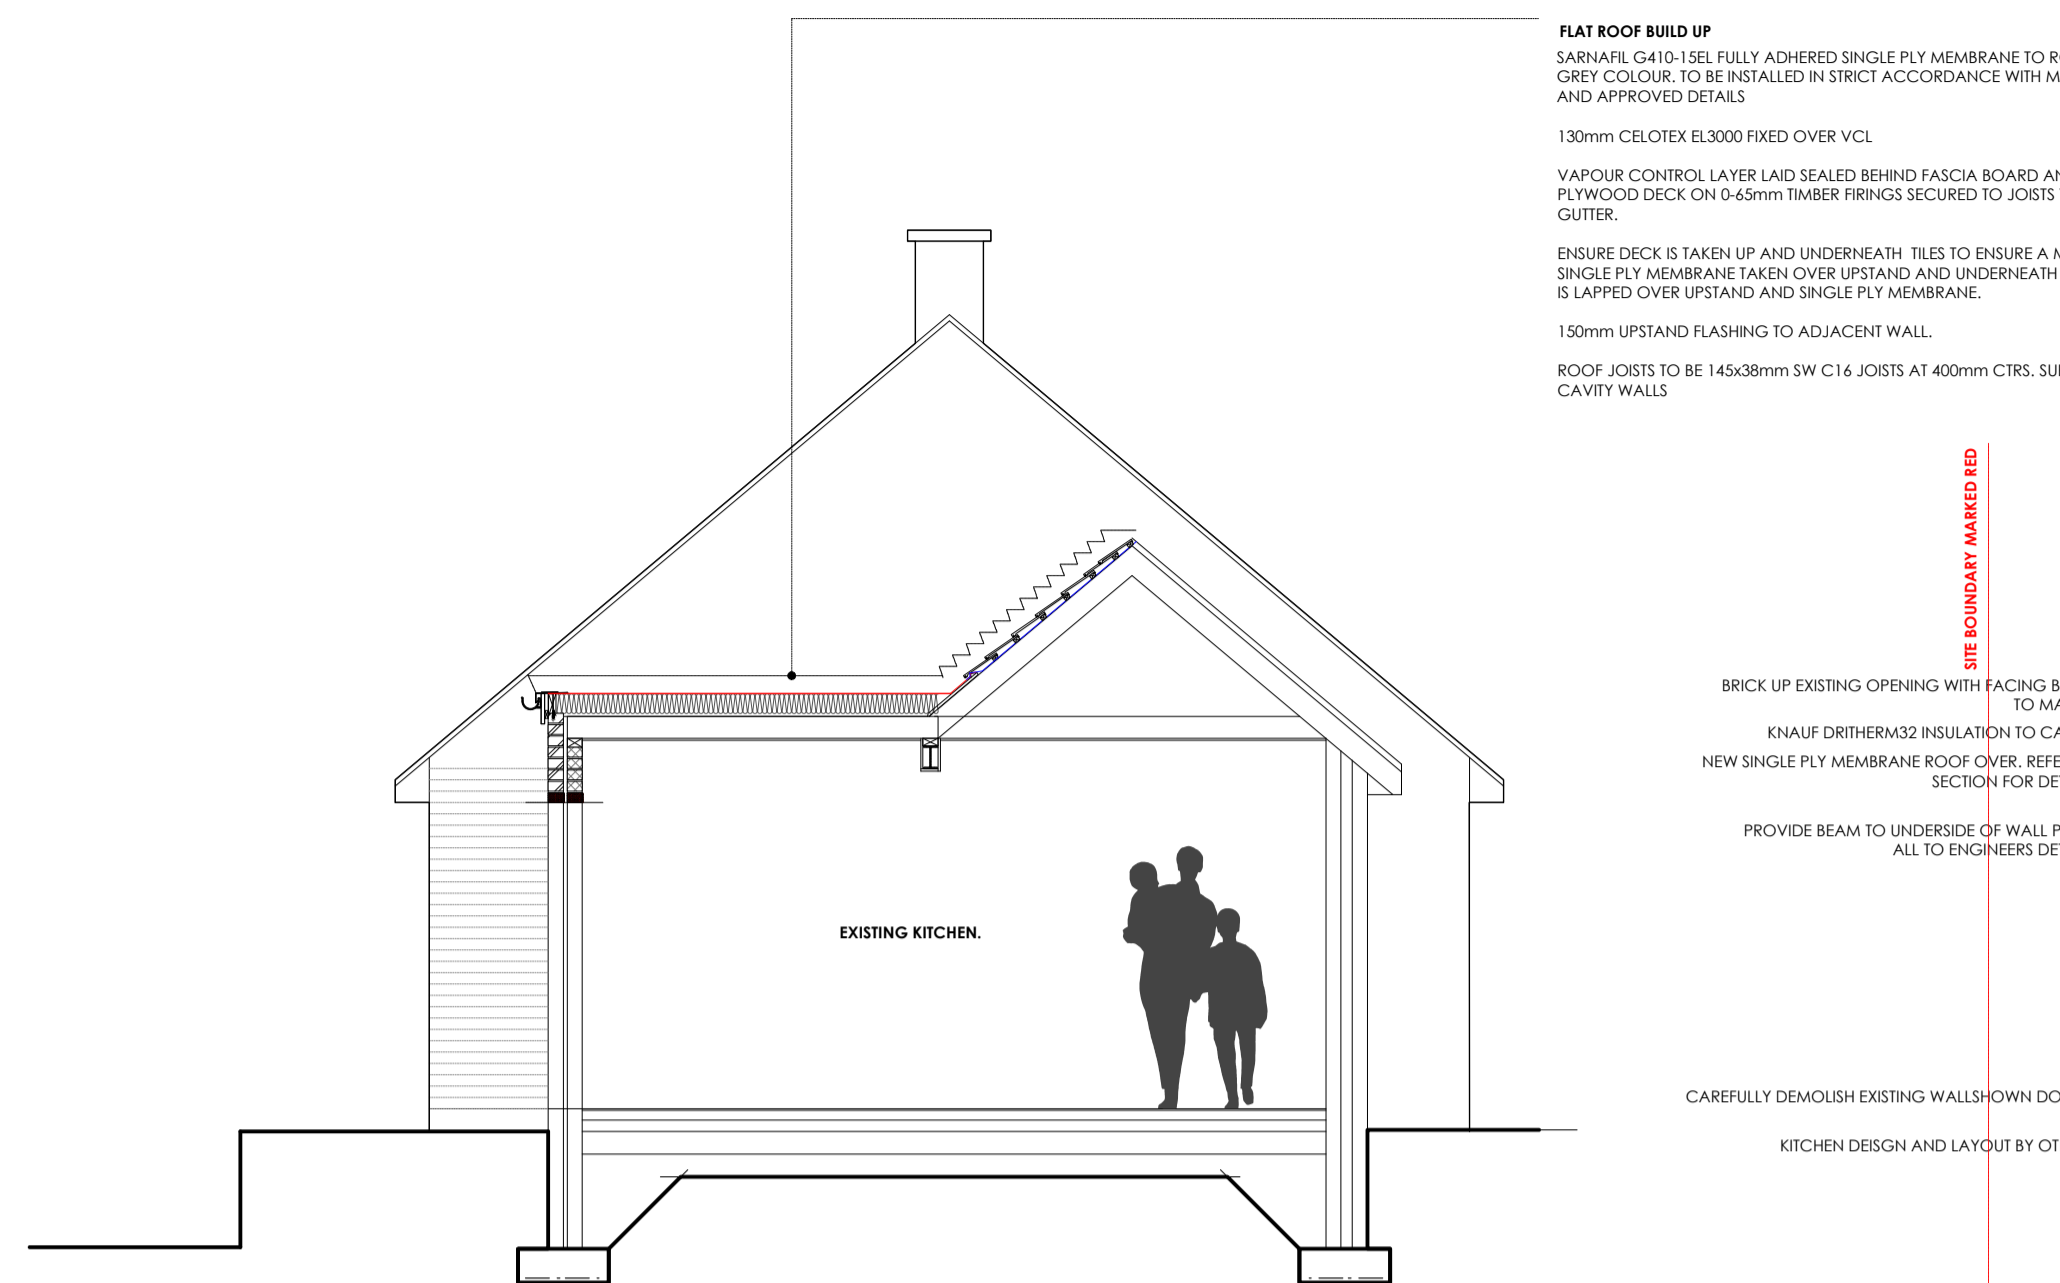 FLAT ROOF BUILD UP
SARNAFIL G410-15EL FULLY ADHERED SINGLE PLY MEMBRANE TO
GREY COLOUR. TO BE INSTALLED IN STRICT ACCORDANCE WITH
AND APPROVED DETAILS
130mm CELOTEX EL3000 FIXED OVER VCL
VAPOUR CONTROL LAYER LAID SEALED BEHIND FASCIA BOARD
PLYWOOD DECK ON 0-65mm TIMBER FIRINGS SECURED TO JOISTS
GUTTER.
ENSURE DECK IS TAKEN UP AND UNDERNEATH TILES TO ENSURE A
SINGLE PLY MEMBRANE TAKEN OVER UPSTAND AND UNDERNEATH
IS LAPPED OVER UPSTAND AND SINGLE PLY MEMBRANE.
150mm UPSTAND FLASHING TO ADJACENT WALL.
ROOF JOISTS TO BE 145x38mm SW C16 JOISTS AT 400mm CTRS.
CAVITY WALLS
SITE BOUNDARY MARKED RED
BRICK UP EXISTING OPENING WITH FACING
TO
KNAUF DRITHERM32 INSULATION TO
NEW SINGLE PLY MEMBRANE ROOF OVER.
SECTION FOR
PROVIDE BEAM TO UNDERSIDE OF WALL
ALL TO ENGINEERS
EXISTING KITCHEN.
CAREFULLY DEMOLISH EXISTING WALLSHOWN
KITCHEN DEISGN AND LAYOUT BY